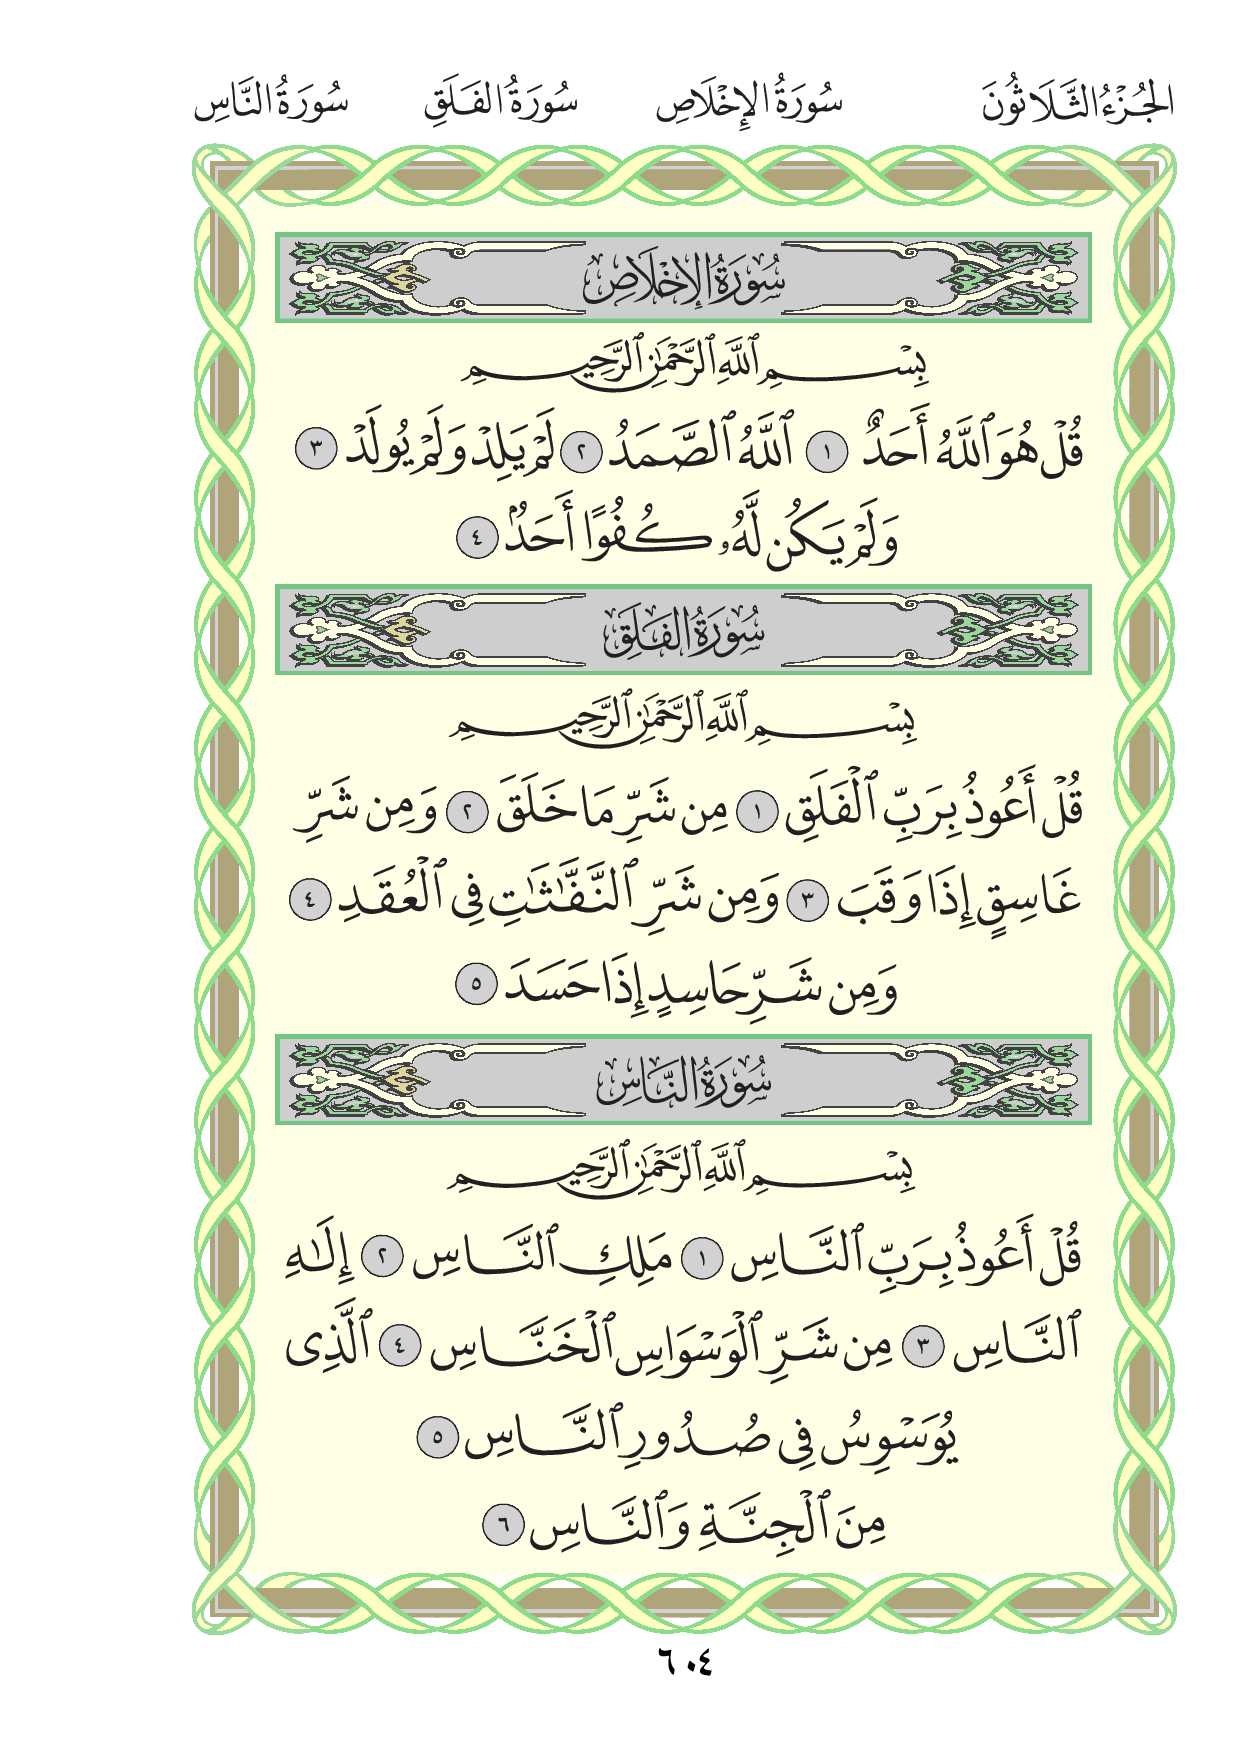 الجُزْءُ الثَّلَاثُونَ سُورَةُ الإِخْلَاصِ سُورَةُ الفَلَقِ سُورَةُ النَّاسِ
سُورَةُ الإِخْلَاصِ
بِسْمِ ٱللَّهِ ٱلرَّحْمَٰنِ ٱلرَّحِيمِ
قُلْ هُوَ ٱللَّهُ أَحَدٌ ١ ٱللَّهُ ٱلصَّمَدُ ٢ لَمْ يَلِدْ وَلَمْ يُولَدْ ٣
وَلَمْ يَكُن لَّهُۥ كُفُوًا أَحَدٌۢ ٤
سُورَةُ الفَلَقِ
بِسْمِ ٱللَّهِ ٱلرَّحْمَٰنِ ٱلرَّحِيمِ
قُلْ أَعُوذُ بِرَبِّ ٱلْفَلَقِ ١ مِن شَرِّ مَا خَلَقَ ٢ وَمِن شَرِّ
غَاسِقٍ إِذَا وَقَبَ ٣ وَمِن شَرِّ ٱلنَّفَّٰثَٰتِ فِى ٱلْعُقَدِ ٤
وَمِن شَرِّ حَاسِدٍ إِذَا حَسَدَ ٥
سُورَةُ النَّاسِ
بِسْمِ ٱللَّهِ ٱلرَّحْمَٰنِ ٱلرَّحِيمِ
قُلْ أَعُوذُ بِرَبِّ ٱلنَّاسِ ١ مَلِكِ ٱلنَّاسِ ٢ إِلَٰهِ
ٱلنَّاسِ ٣ مِن شَرِّ ٱلْوَسْوَاسِ ٱلْخَنَّاسِ ٤ ٱلَّذِى
يُوَسْوِسُ فِى صُدُورِ ٱلنَّاسِ ٥
مِنَ ٱلْجِنَّةِ وَٱلنَّاسِ ٦
٦٠٤